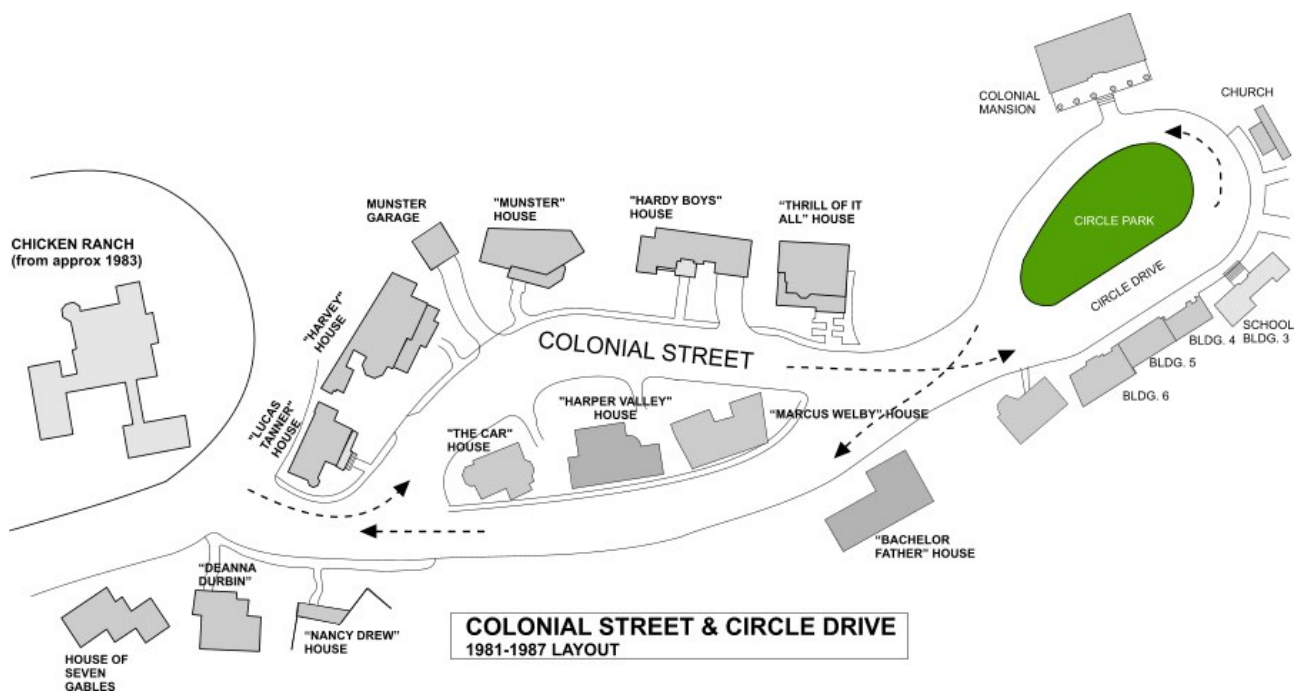 COLONIAL
MANSION
CHURCH
CIRCLE PARK
CIRCLE DRIVE
SCHOOL
BLDG. 3
BLDG. 4
BLDG. 5
BLDG. 6
MUNSTER
GARAGE
"MUNSTER"
HOUSE
"HARDY BOYS"
HOUSE
“THRILL OF IT
ALL” HOUSE
CHICKEN RANCH
(from approx 1983)
"HARVEY"
HOUSE
COLONIAL STREET
"LUCAS
TANNER"
HOUSE
"THE CAR"
HOUSE
"HARPER VALLEY"
HOUSE
“MARCUS WELBY” HOUSE
“BACHELOR
FATHER” HOUSE
“DEANNA
DURBIN”
“NANCY DREW”
HOUSE
HOUSE OF
SEVEN
GABLES
COLONIAL STREET & CIRCLE DRIVE
1981-1987 LAYOUT